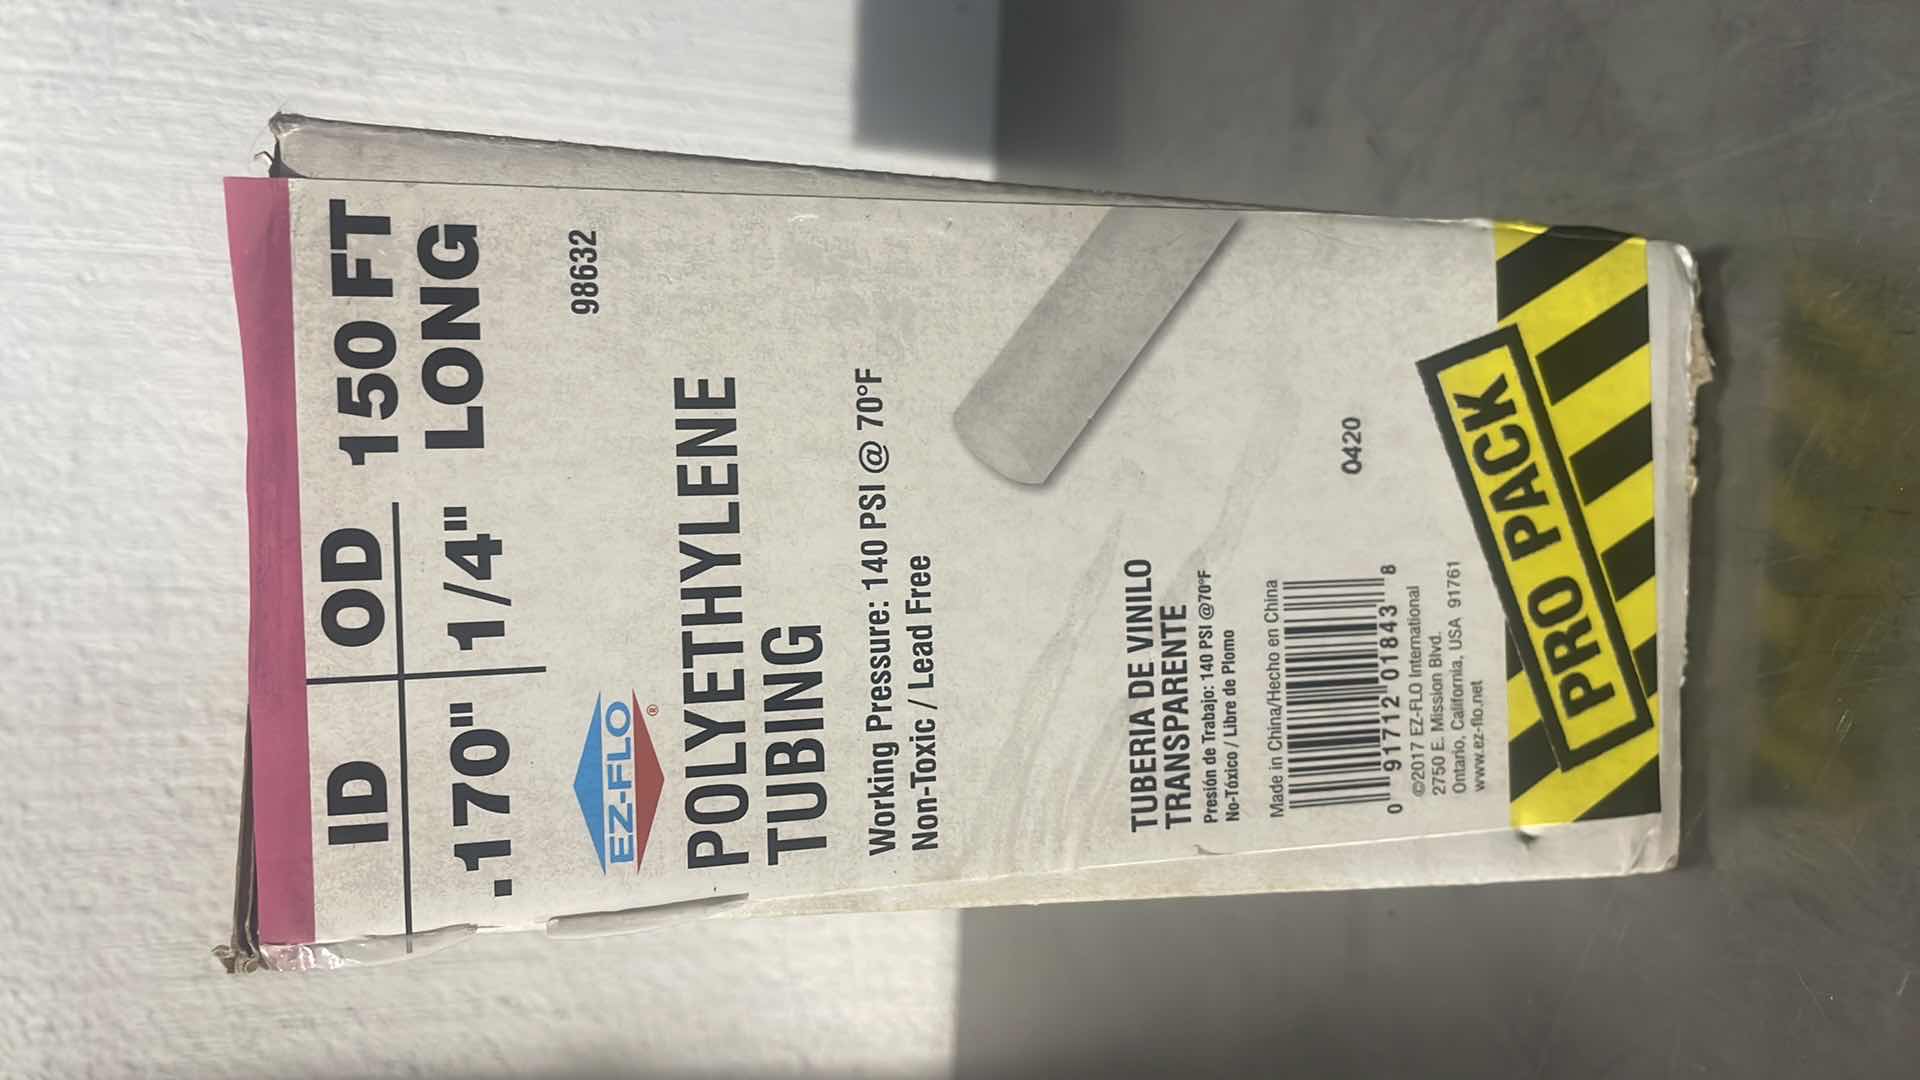 ID OD 150 FT
.170" 1/4" LONG
98632
EZ-FLO®
POLYETHYLENE
TUBING
Working Pressure: 140 PSI @ 70°F
Non-Toxic / Lead Free
TUBERIA DE VINILO
TRANSPARENTE
Presión de Trabajo: 140 PSI @70°F
No-Tóxico / Libre de Plomo
Made in China/Hecho en China
0 91712 01843 8
0420
©2017 EZ-FLO International
2750 E. Mission Blvd.
Ontario, California, USA 91761
www.ez-flo.net
PRO PACK